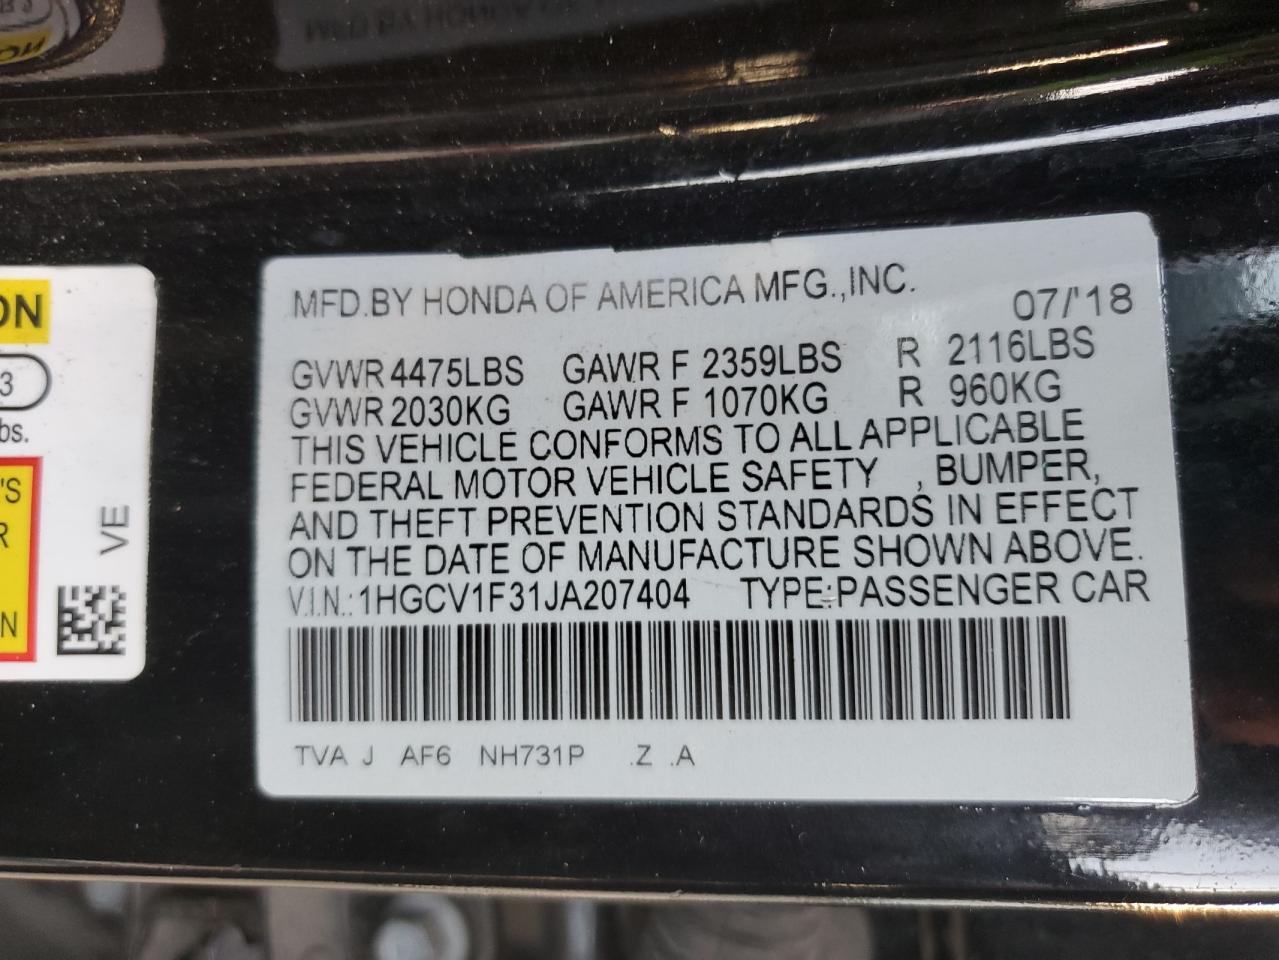 ON
3
bs.
'S
R
N
VE
MFD.BY HONDA OF AMERICA MFG.,INC.
07/'18
GVWR 4475LBS GAWR F 2359LBS R 2116LBS
GVWR 2030KG GAWR F 1070KG R 960KG
THIS VEHICLE CONFORMS TO ALL APPLICABLE
FEDERAL MOTOR VEHICLE SAFETY , BUMPER,
AND THEFT PREVENTION STANDARDS IN EFFECT
ON THE DATE OF MANUFACTURE SHOWN ABOVE.
V.I.N.:1HGCV1F31JA207404 TYPE:PASSENGER CAR
TVA J AF6 NH731P .Z .A